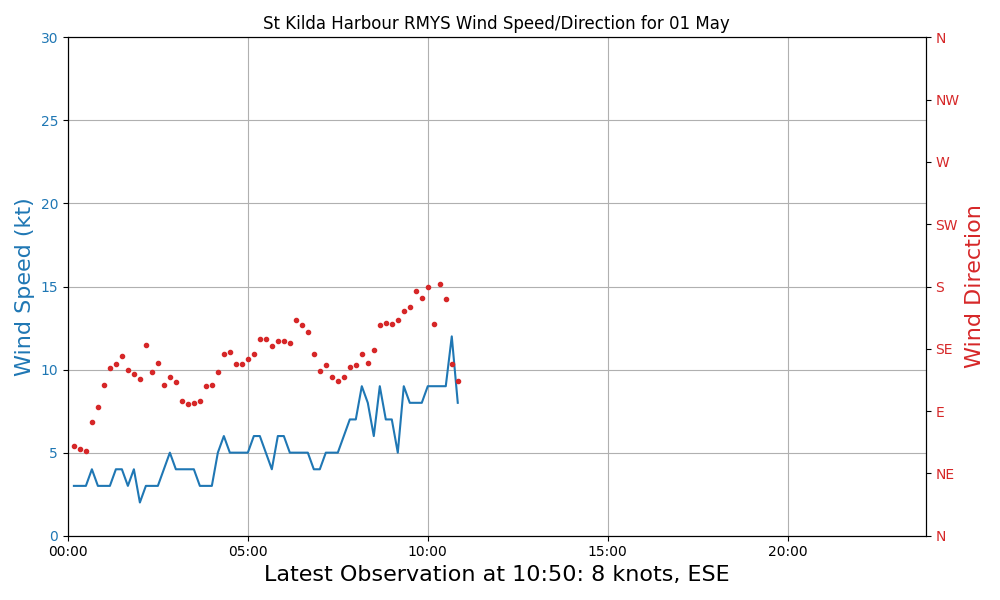 St Kilda Harbour RMYS Wind Speed/Direction for 01 May
30
25
20
15
10
5
0
Wind Speed (kt)
N
NW
W
SW
S
SE
E
NE
N
Wind Direction
00:00 05:00 10:00 15:00 20:00
Latest Observation at 10:50: 8 knots, ESE